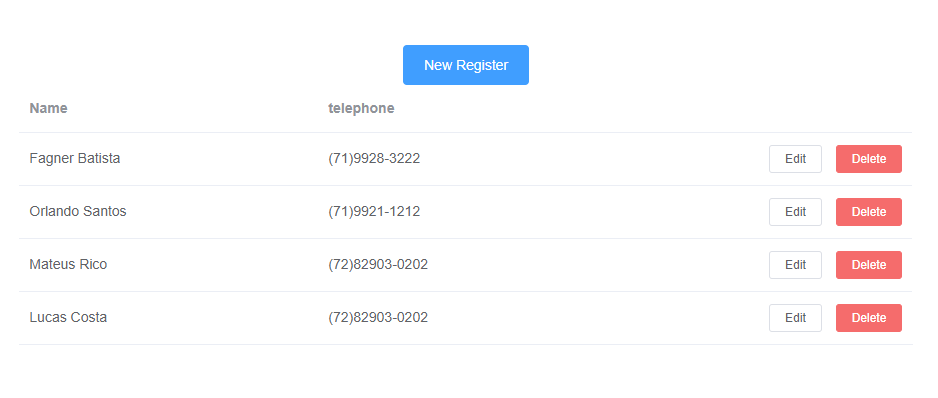 New Register
Name telephone
Fagner Batista (71)9928-3222 Edit Delete
Orlando Santos (71)9921-1212 Edit Delete
Mateus Rico (72)82903-0202 Edit Delete
Lucas Costa (72)82903-0202 Edit Delete